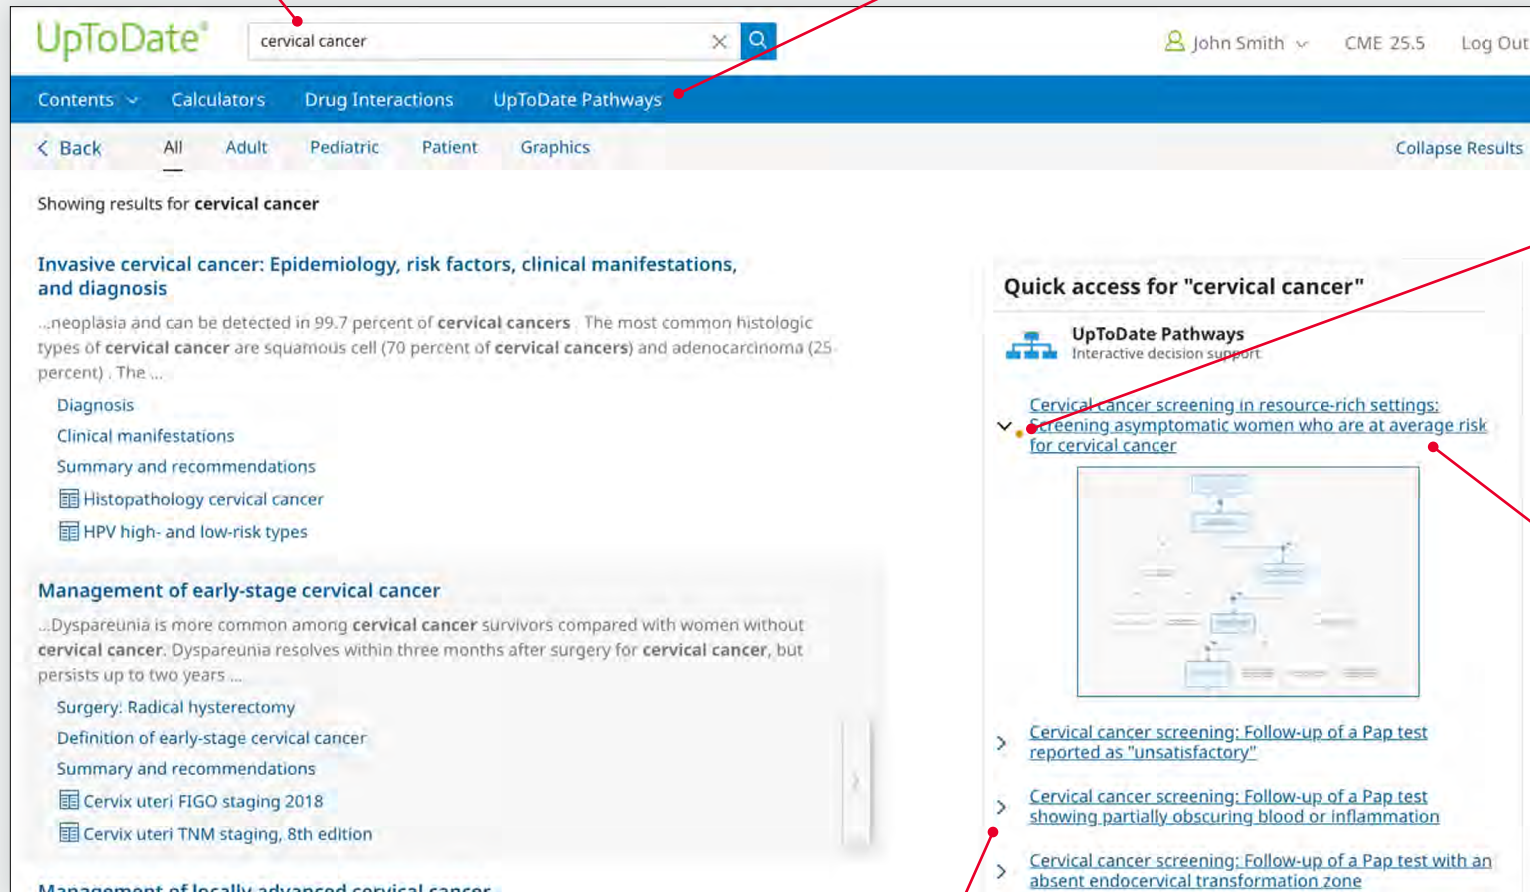 UpToDate®
cervical cancer
John Smith
CME 25.5
Log Out
Contents
Calculators
Drug Interactions
UpToDate Pathways
Back
All
Adult
Pediatric
Patient
Graphics
Collapse Results
Showing results for cervical cancer
Invasive cervical cancer: Epidemiology, risk factors, clinical manifestations,
and diagnosis
...neoplasia and can be detected in 99.7 percent of cervical cancers . The most common histologic
types of cervical cancer are squamous cell (70 percent of cervical cancers) and adenocarcinoma (25
percent) . The ...
Diagnosis
Clinical manifestations
Summary and recommendations
Histopathology cervical cancer
HPV high- and low-risk types
Management of early-stage cervical cancer
...Dyspareunia is more common among cervical cancer survivors compared with women without
cervical cancer. Dyspareunia resolves within three months after surgery for cervical cancer, but
persists up to two years ...
Surgery: Radical hysterectomy
Definition of early-stage cervical cancer
Summary and recommendations
Cervix uteri FIGO staging 2018
Cervix uteri TNM staging, 8th edition
Management of locally advanced cervical cancer
Quick access for "cervical cancer"
UpToDate Pathways
Interactive decision support
Cervical cancer screening in resource-rich settings:
Screening asymptomatic women who are at average risk
for cervical cancer
Cervical cancer screening: Follow-up of a Pap test
reported as "unsatisfactory"
Cervical cancer screening: Follow-up of a Pap test
showing partially obscuring blood or inflammation
Cervical cancer screening: Follow-up of a Pap test with an
absent endocervical transformation zone